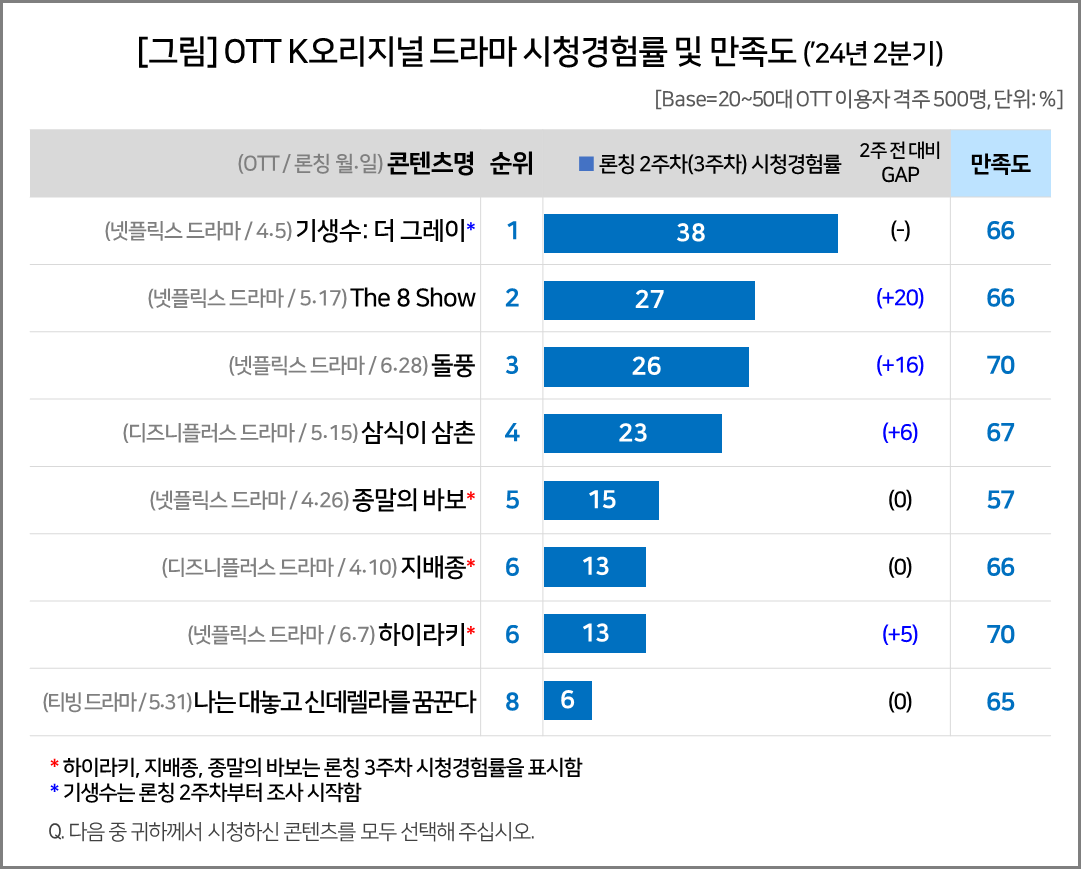 [그림] OTT K오리지널 드라마 시청경험률 및 만족도 ('24년 2분기)
[Base=20~50대 OTT 이용자 격주 500명, 단위: %]
(OTT / 론칭 월.일) 콘텐츠명 순위 ■ 론칭 2주차(3주차) 시청경험률 2주 전 대비 GAP 만족도
(넷플릭스 드라마 / 4.5) 기생수: 더 그레이* 1 38 (-) 66
(넷플릭스 드라마 / 5.17) The 8 Show 2 27 (+20) 66
(넷플릭스 드라마 / 6.28) 돌풍 3 26 (+16) 70
(디즈니플러스 드라마 / 5.15) 삼식이 삼촌 4 23 (+6) 67
(넷플릭스 드라마 / 4.26) 종말의 바보* 5 15 (0) 57
(디즈니플러스 드라마 / 4.10) 지배종* 6 13 (0) 66
(넷플릭스 드라마 / 6.7) 하이라키* 6 13 (+5) 70
(티빙 드라마 / 5.31) 나는 대놓고 신데렐라를 꿈꾼다 8 6 (0) 65
* 하이라키, 지배종, 종말의 바보는 론칭 3주차 시청경험률을 표시함
* 기생수는 론칭 2주차부터 조사 시작함
Q. 다음 중 귀하께서 시청하신 콘텐츠를 모두 선택해 주십시오.